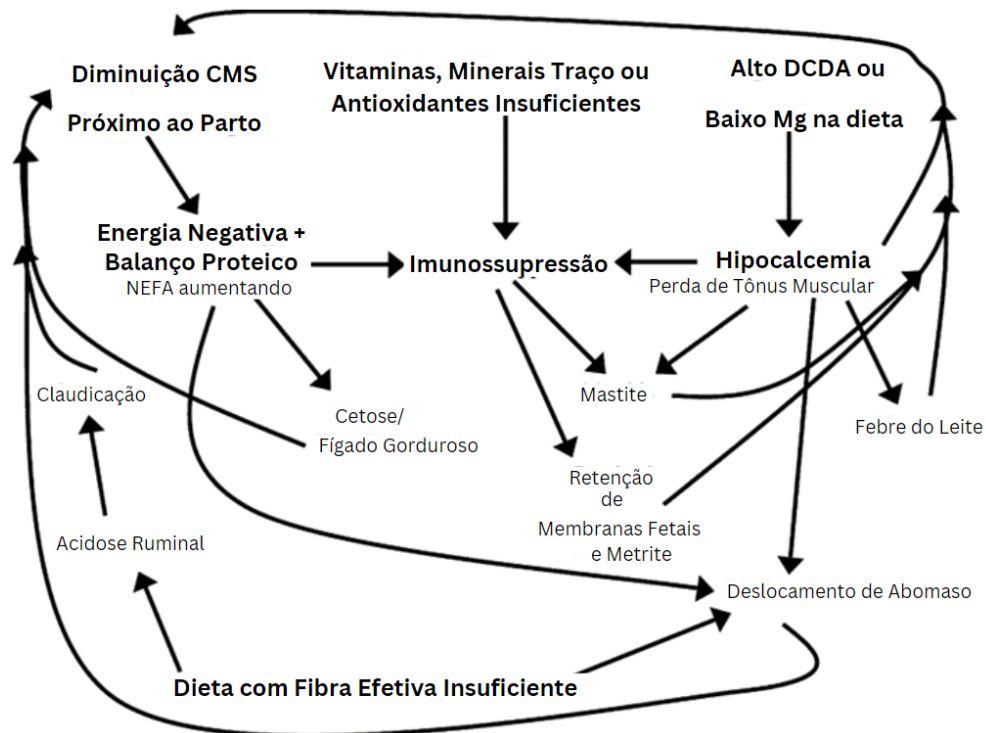 Diminuição CMS
Próximo ao Parto
Vitaminas, Minerais Traço ou
Antioxidantes Insuficientes
Alto DCDA ou
Baixo Mg na dieta
Energia Negativa +
Balanço Proteico
NEFA aumentando
Imunossupressão
Hipocalcemia
Perda de Tônus Muscular
Claudicação
Cetose/
Fígado Gorduroso
Mastite
Febre do Leite
Retenção
de
Membranas Fetais
e Metrite
Acidose Ruminal
Deslocamento de Abomaso
Dieta com Fibra Efetiva Insuficiente